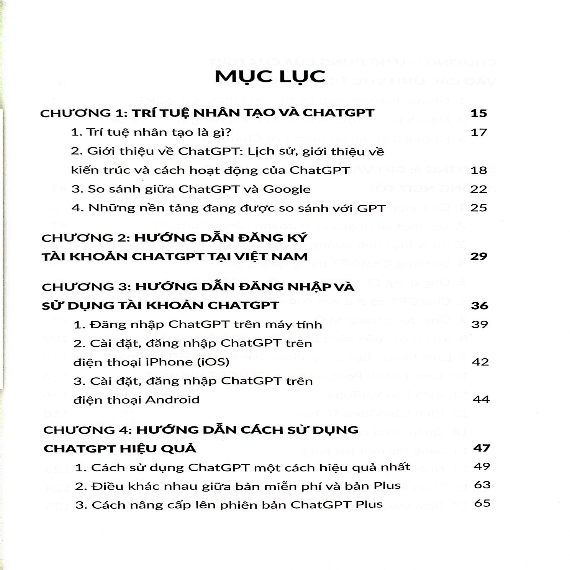 MỤC LỤC
CHƯƠNG 1: TRÍ TUỆ NHÂN TẠO VÀ CHATGPT 15
1. Trí tuệ nhân tạo là gì? 17
2. Giới thiệu về ChatGPT: Lịch sử, giới thiệu về
kiến trúc và cách hoạt động của ChatGPT 18
3. So sánh giữa ChatGPT và Google 22
4. Những nền tảng đang được so sánh với GPT 25
CHƯƠNG 2: HƯỚNG DẪN ĐĂNG KÝ
TÀI KHOẢN CHATGPT TẠI VIỆT NAM 29
CHƯƠNG 3: HƯỚNG DẪN ĐĂNG NHẬP VÀ
SỬ DỤNG TÀI KHOẢN CHATGPT 36
1. Đăng nhập ChatGPT trên máy tính 39
2. Cài đặt, đăng nhập ChatGPT trên
điện thoại iPhone (iOS) 42
3. Cài đặt, đăng nhập ChatGPT trên
điện thoại Android 44
CHƯƠNG 4: HƯỚNG DẪN CÁCH SỬ DỤNG
CHATGPT HIỆU QUẢ 47
1. Cách sử dụng ChatGPT một cách hiệu quả nhất 49
2. Điều khác nhau giữa bản miễn phí và bản Plus 63
3. Cách nâng cấp lên phiên bản ChatGPT Plus 65